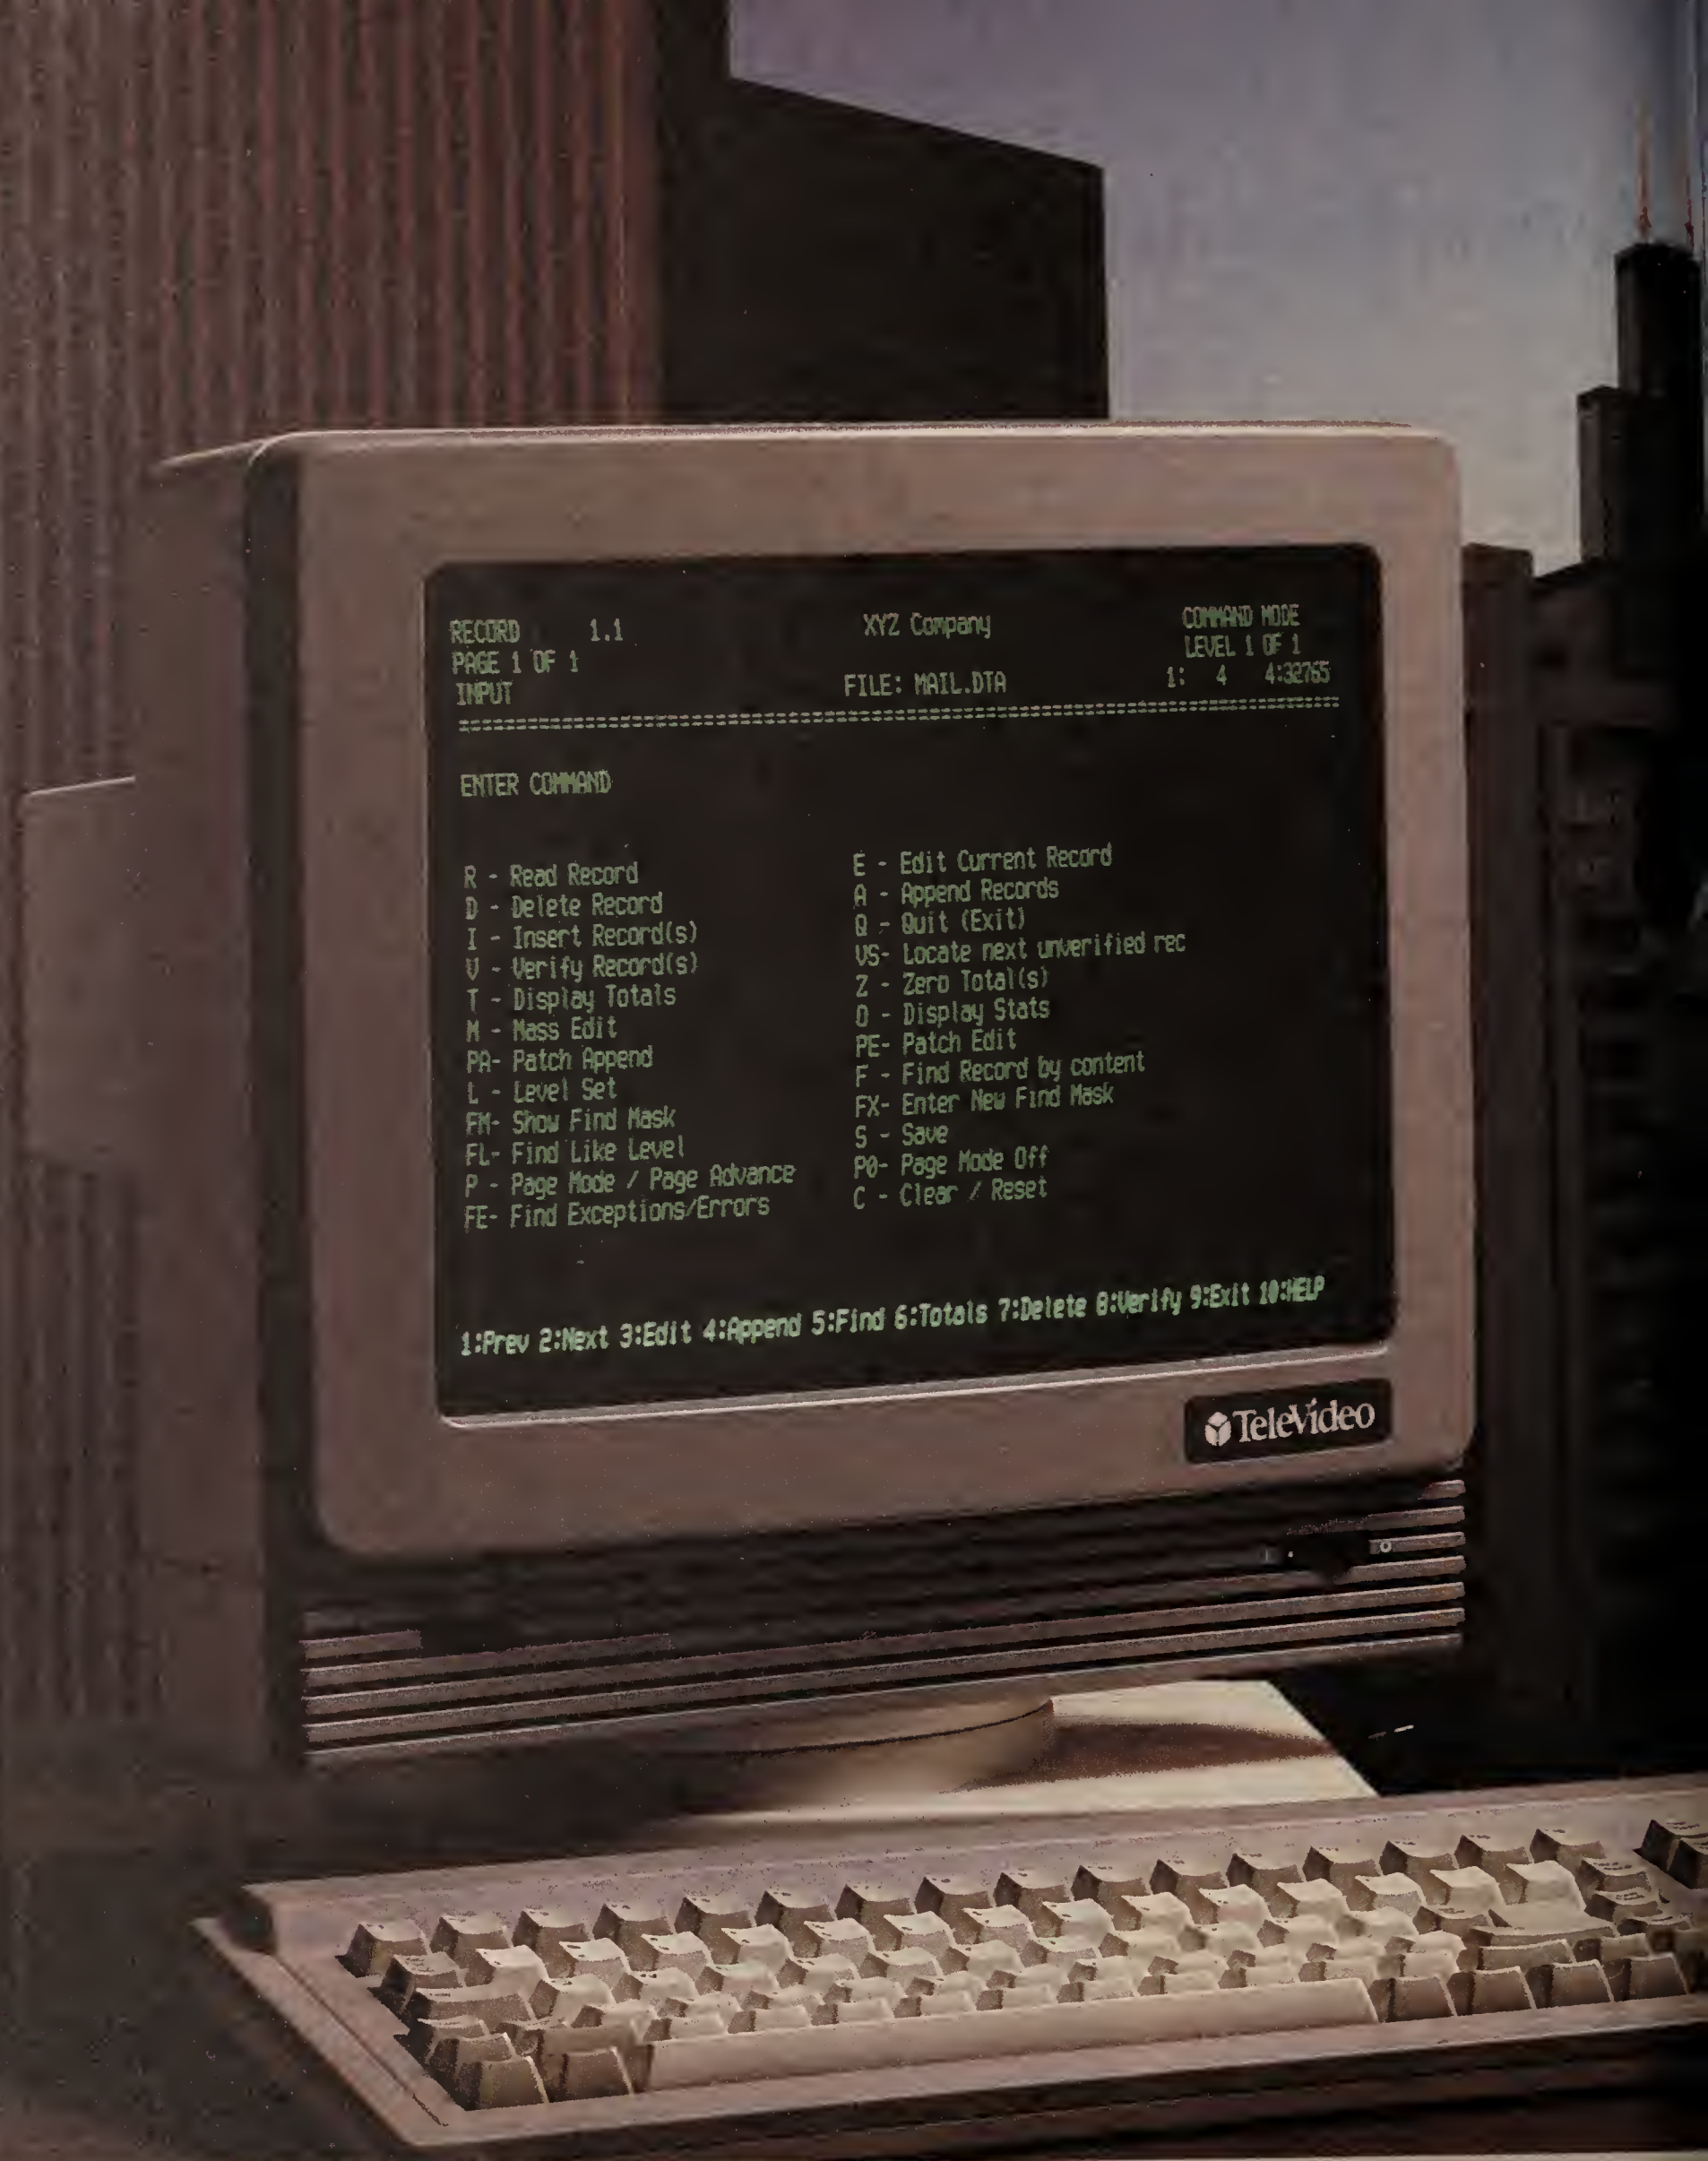 RECORD 1.1 XYZ Company COMMAND MODE
PAGE 1 OF 1 LEVEL 1 OF 1
INPUT FILE: MAIL.DTA 1: 4 4:32765
ENTER COMMAND
R - Read Record E - Edit Current Record
D - Delete Record A - Append Records
I - Insert Record(s) Q - Quit (Exit)
V - Verify Record(s) VS- Locate next unverified rec
T - Display Totals Z - Zero Total(s)
M - Mass Edit O - Display Stats
PA- Patch Append PE- Patch Edit
L - Level Set F - Find Record by content
FM- Show Find Mask FX- Enter New Find Mask
FL- Find Like Level S - Save
P - Page Mode / Page Advance P0- Page Mode Off
FE- Find Exceptions/Errors C - Clear / Reset
1:Prev 2:Next 3:Edit 4:Append 5:Find 6:Totals 7:Delete 8:Verify 9:Exit 10:HELP
TeleVideo